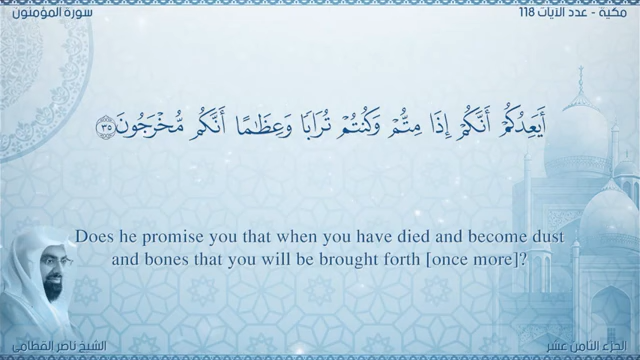 مكية - عدد الآيات 118
سورة المؤمنون
أَيَعِدُكُمْ أَنَّكُمْ إِذَا مِتُّمْ وَكُنتُمْ تُرَابًا وَعِظَٰمًا أَنَّكُم مُّخْرَجُونَ ٣٥
Does he promise you that when you have died and become dust
and bones that you will be brought forth [once more]?
الجزء الثامن عشر
الشيخ ناصر القطامي